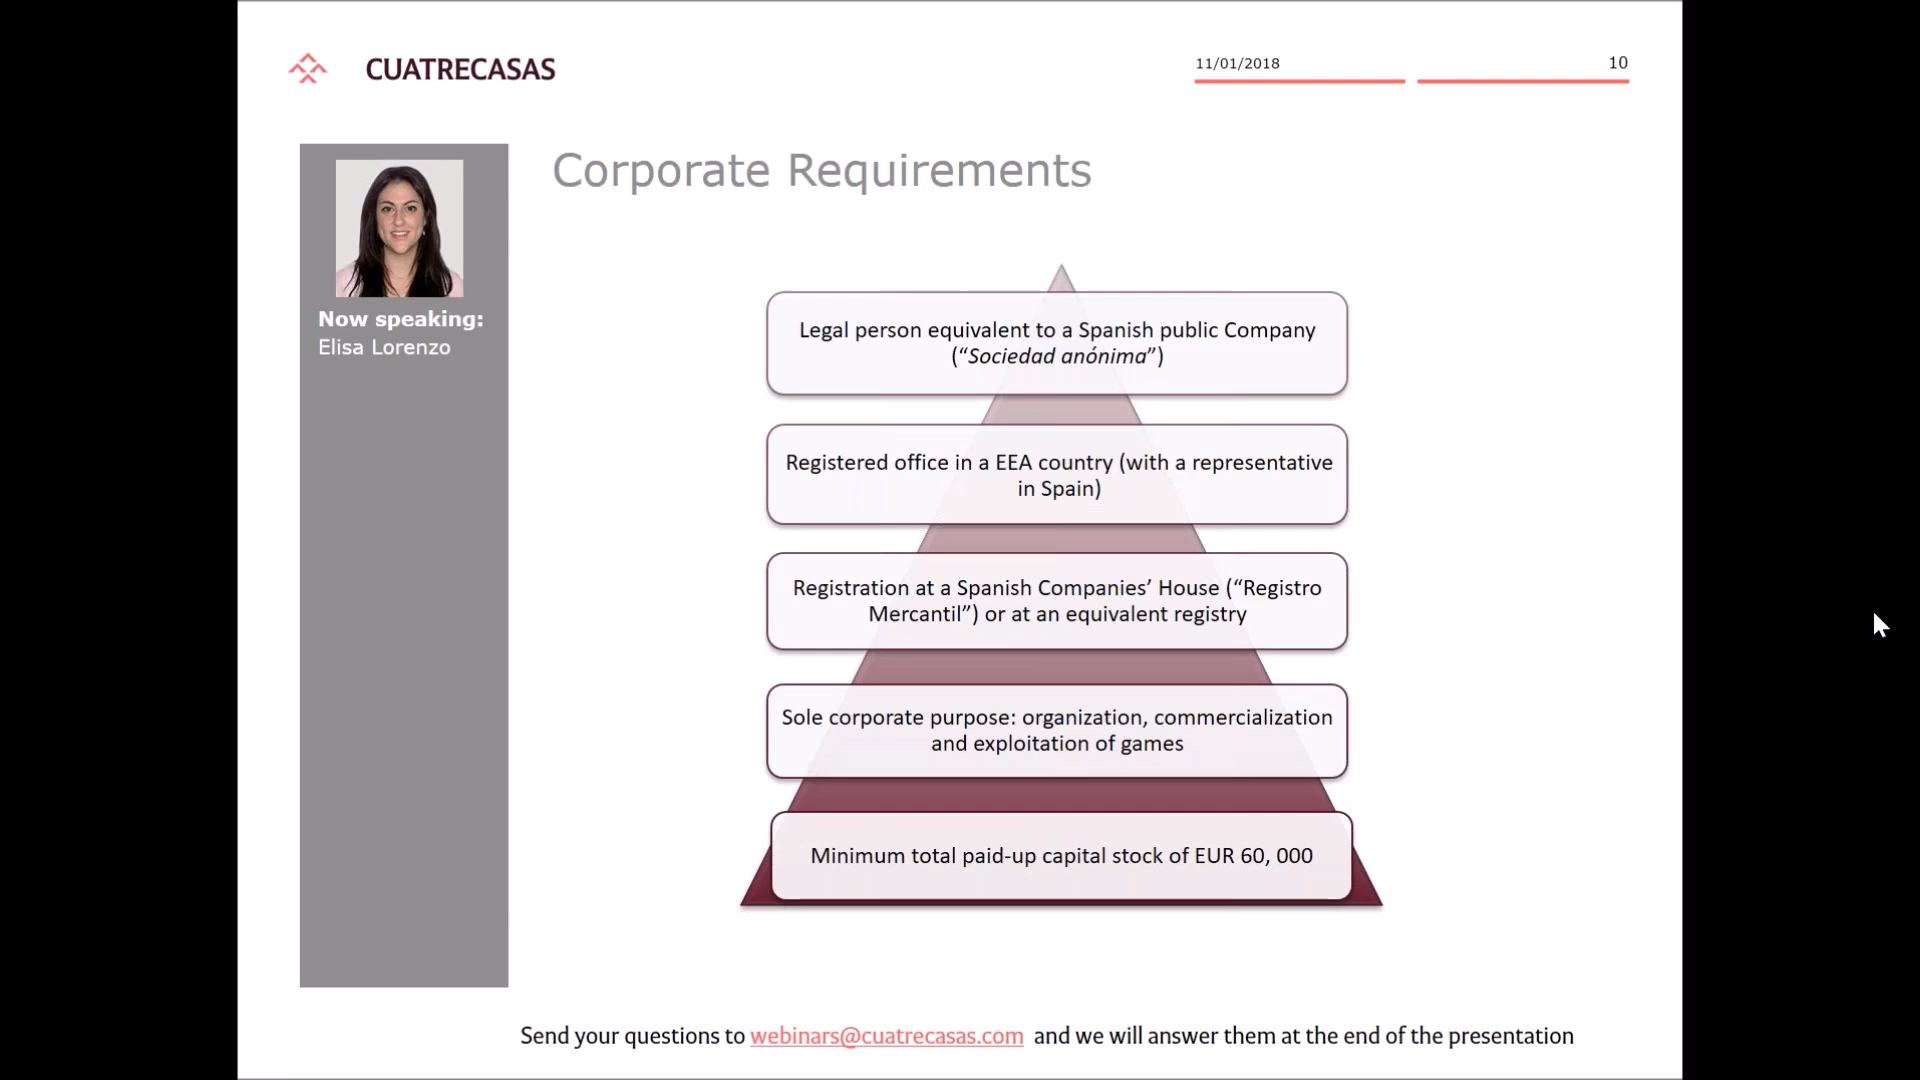 CUATRECASAS
11/01/2018
10
Now speaking:
Elisa Lorenzo
Corporate Requirements
Legal person equivalent to a Spanish public Company
(“Sociedad anónima”)
Registered office in a EEA country (with a representative
in Spain)
Registration at a Spanish Companies’ House (“Registro
Mercantil”) or at an equivalent registry
Sole corporate purpose: organization, commercialization
and exploitation of games
Minimum total paid-up capital stock of EUR 60, 000
Send your questions to webinars@cuatrecasas.com and we will answer them at the end of the presentation